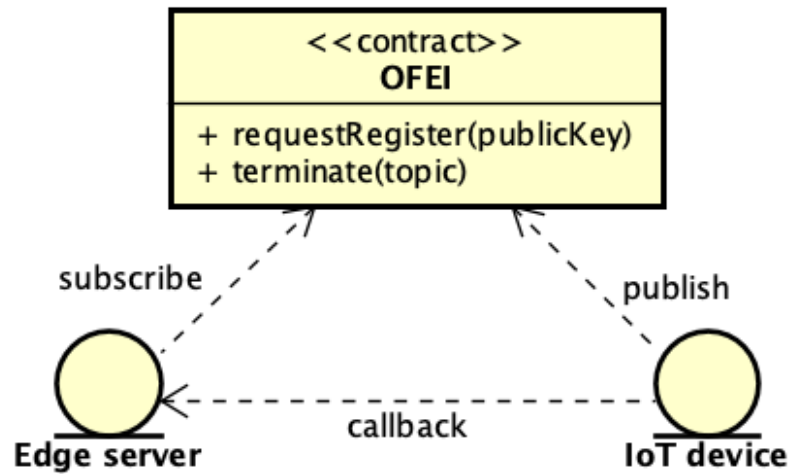 <<contract>>
OFEI
+ requestRegister(publicKey)
+ terminate(topic)
subscribe
publish
callback
Edge server
IoT device